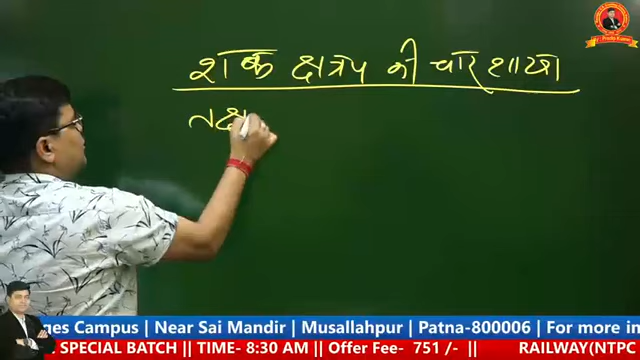 शक क्षत्रप की चार शाखा
तक्ष
ges Campus | Near Sai Mandir | Musallahpur | Patna-800006 | For more in
SPECIAL BATCH || TIME- 8:30 AM || Offer Fee- 751 /- || RAILWAY(NTPC